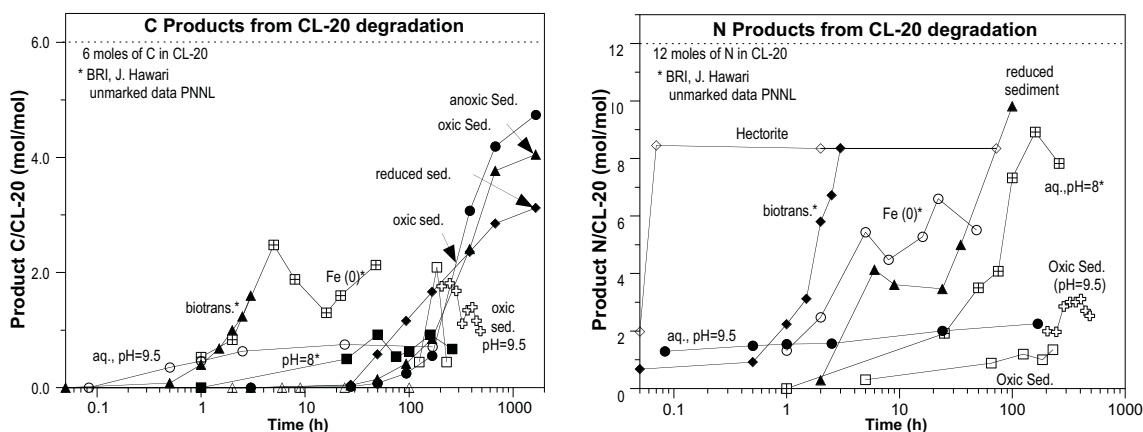 C Products from CL-20 degradation
6.0
6 moles of C in CL-20
* BRI, J. Hawari
unmarked data PNNL
anoxic Sed.
oxic Sed.
4.0
reduced sed.
oxic sed.
2.0
Fe (0)*
biotrans.*
oxic
sed.
pH=9.5
aq., pH=9.5
pH=8*
0.0
0.1
1
10
100
1000
Time (h)
Product C/CL-20 (mol/mol)
N Products from CL-20 degradation
12
12 moles of N in CL-20
* BRI, J. Hawari
unmarked data PNNL
reduced
sediment
10
Hectorite
8
aq.,pH=8*
biotrans.*
Fe (0)*
6
4
Oxic Sed.
(pH=9.5)
aq., pH=9.5
2
Oxic Sed.
0
0.1
1
10
100
1000
Time (h)
Product N/CL-20 (mol/mol)